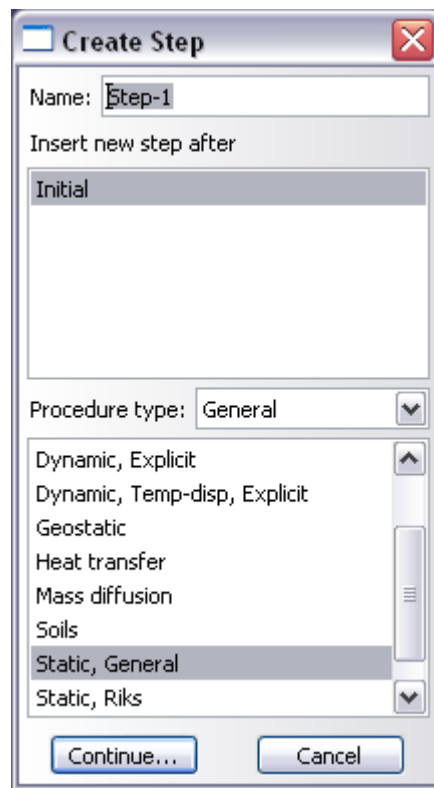 Create Step
Name: Step-1
Insert new step after
Initial
Procedure type: General
Dynamic, Explicit
Dynamic, Temp-disp, Explicit
Geostatic
Heat transfer
Mass diffusion
Soils
Static, General
Static, Riks
Continue... Cancel